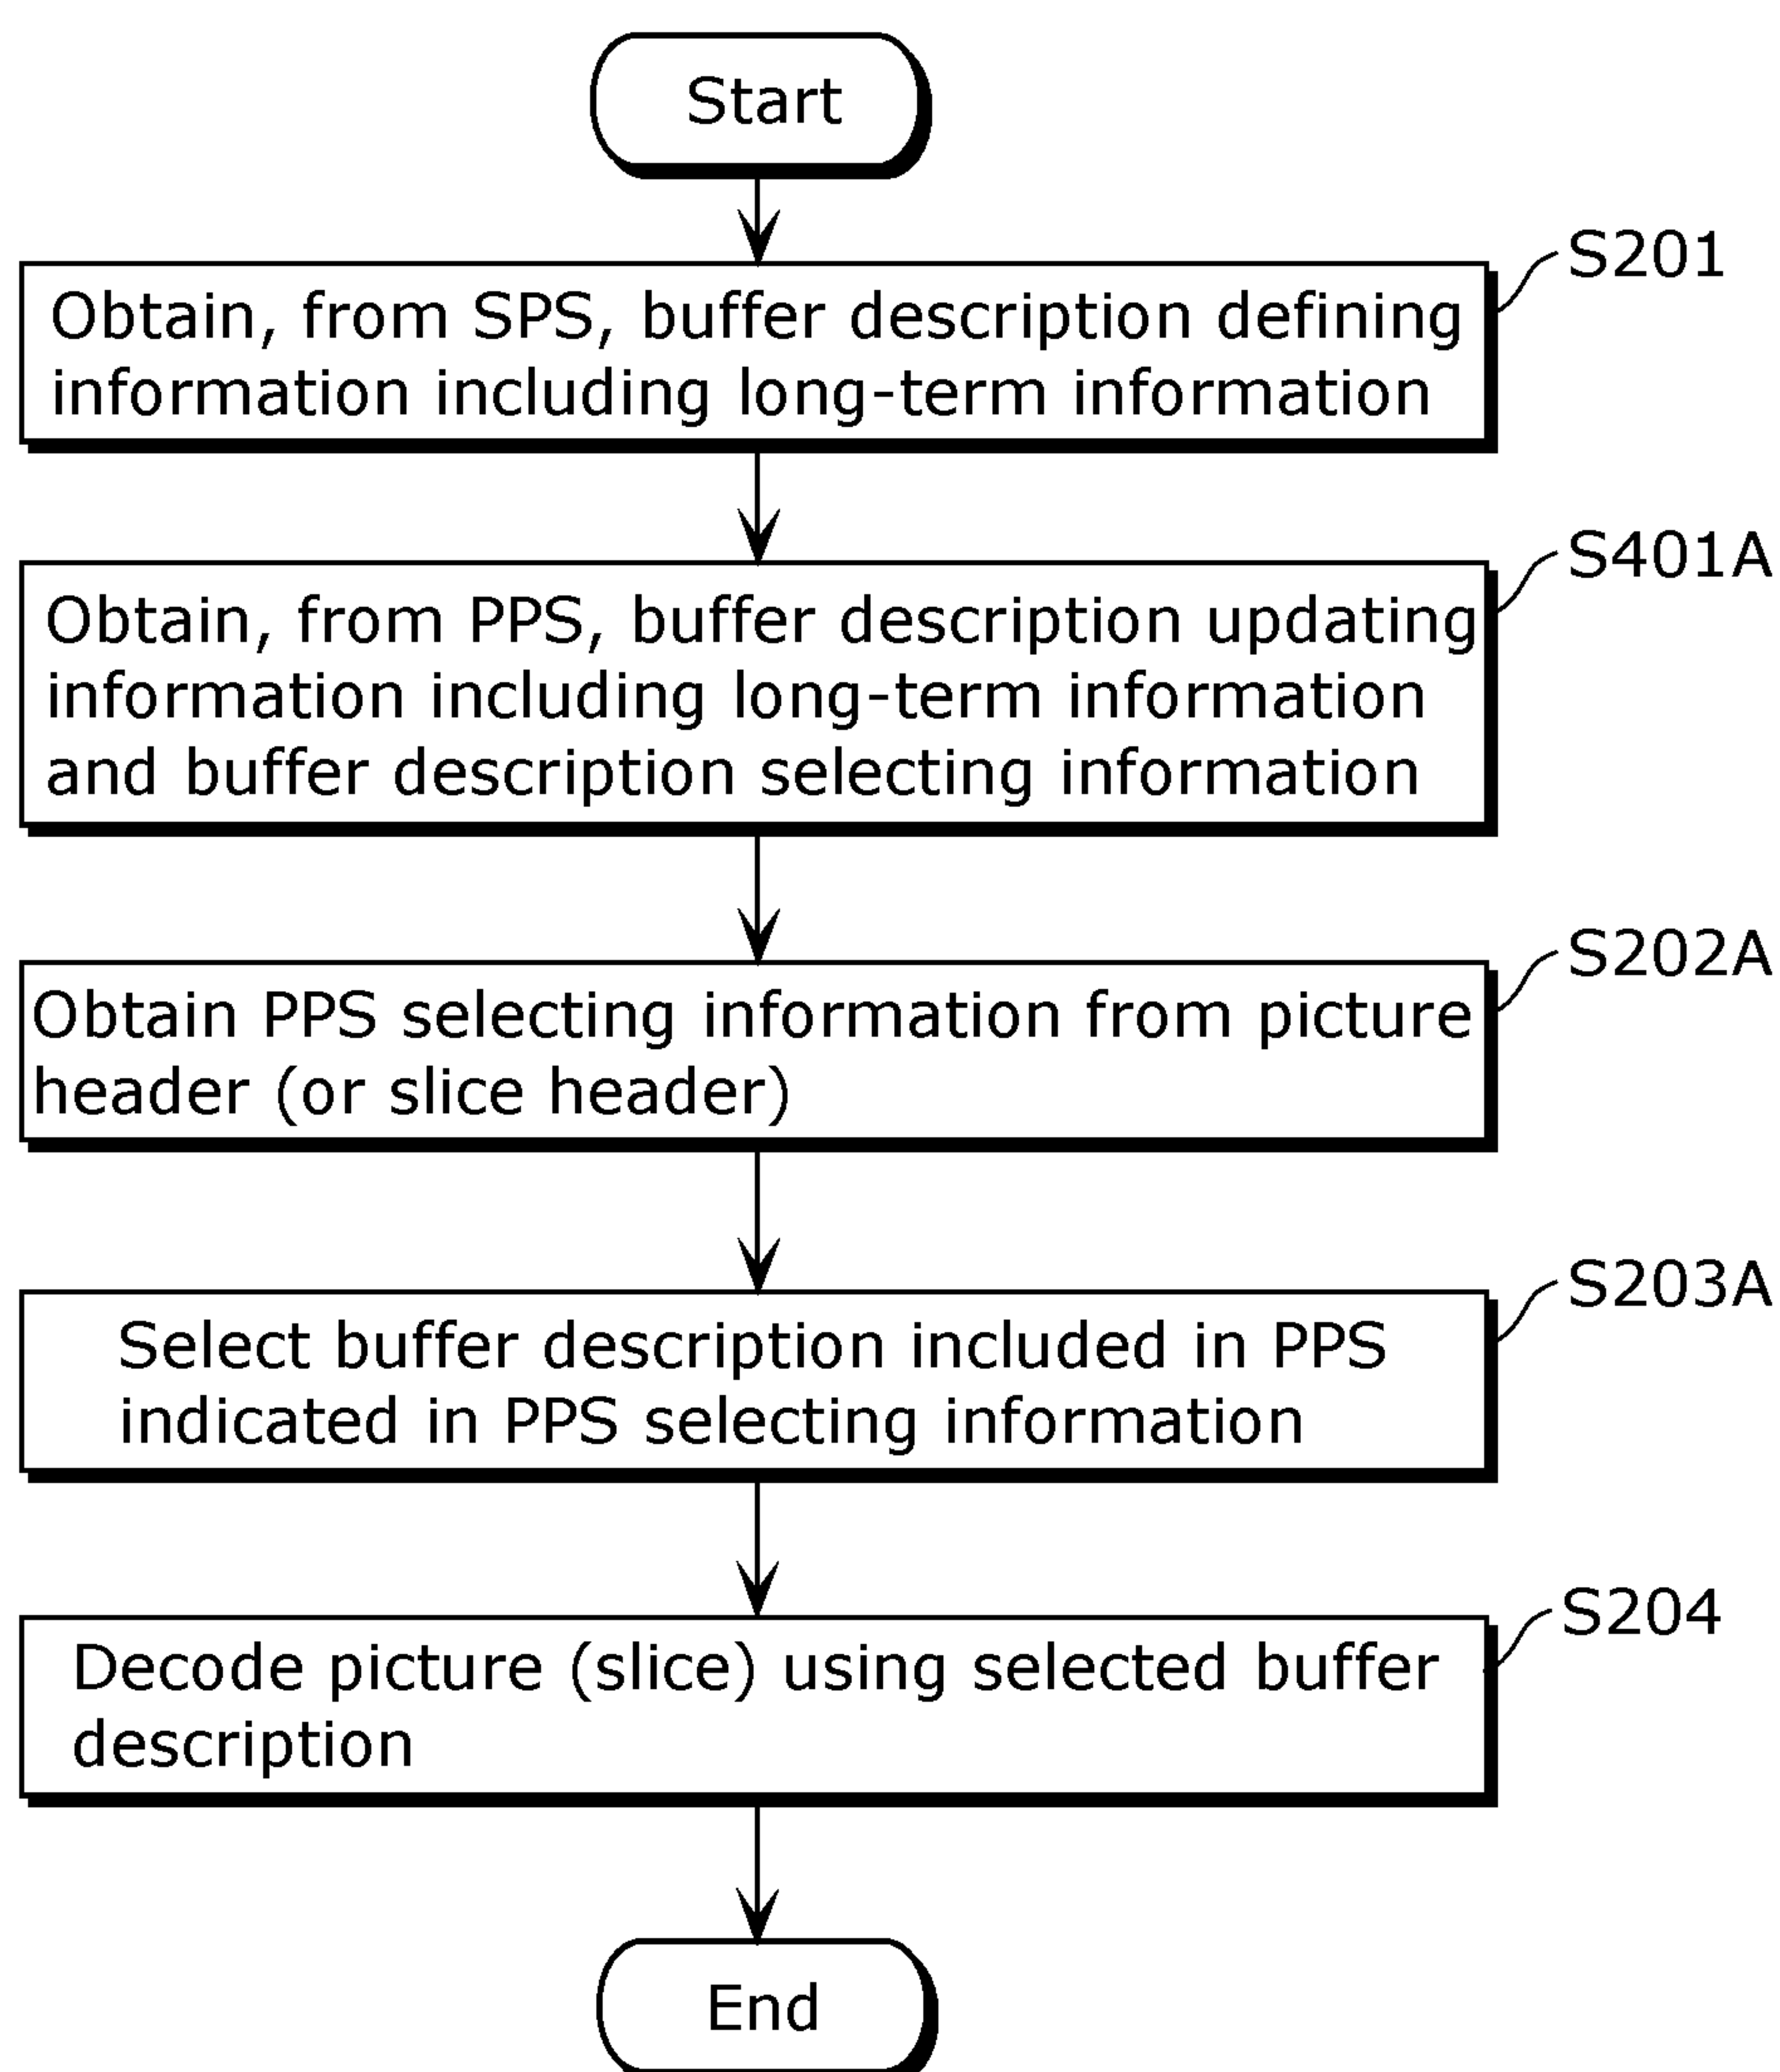 Start
S201
Obtain, from SPS, buffer description defining
information including long-term information
S401A
Obtain, from PPS, buffer description updating
information including long-term information
and buffer description selecting information
S202A
Obtain PPS selecting information from picture
header (or slice header)
S203A
Select buffer description included in PPS
indicated in PPS selecting information
S204
Decode picture (slice) using selected buffer
description
End